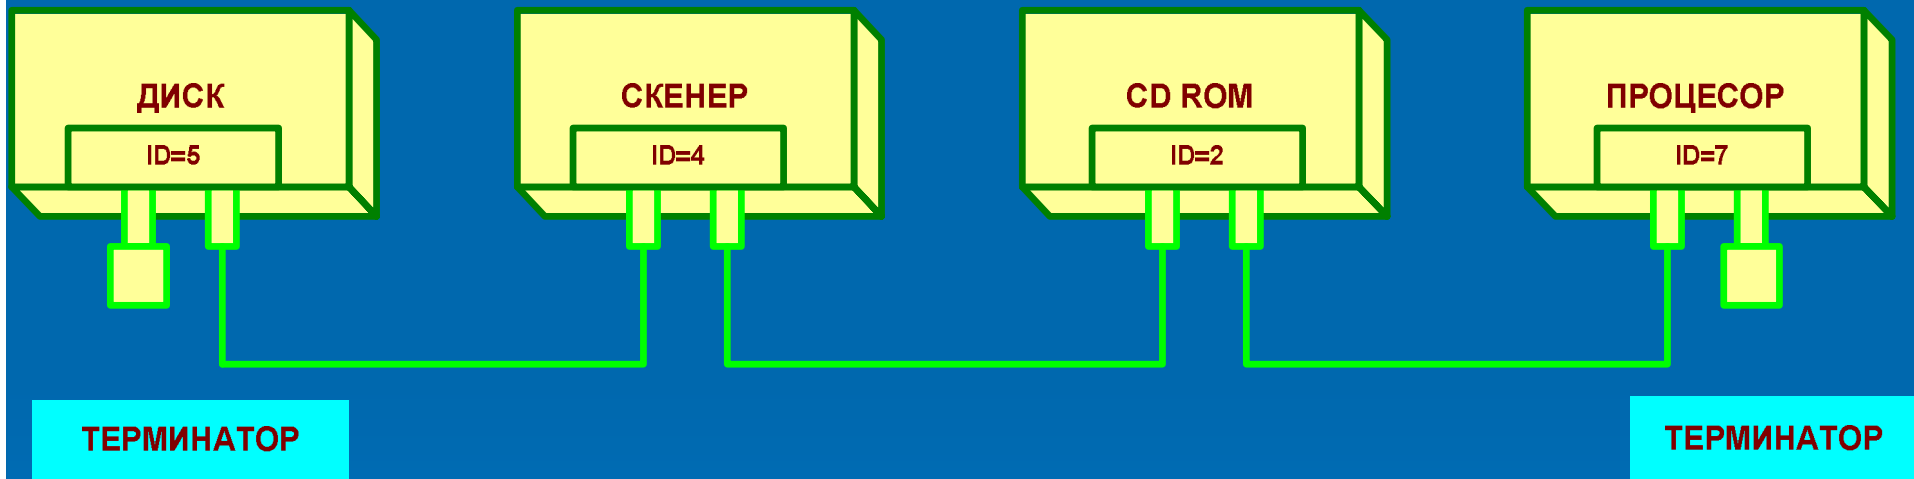 ДИСК
ID=5
СКЕНЕР
ID=4
CD ROM
ID=2
ПРОЦЕСОР
ID=7
ТЕРМИНАТОР
ТЕРМИНАТОР